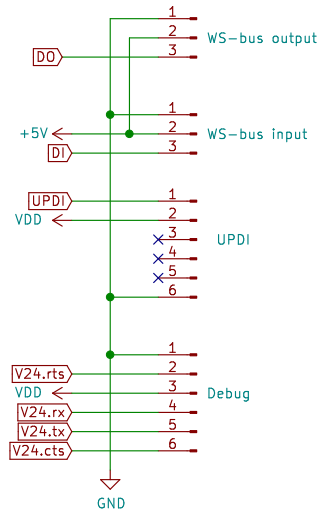 1
2 WS-bus output
DO 3
1
+5V 2 WS-bus input
DI 3
UPDI 1
VDD 2
3 UPDI
4
5
6
1
V24.rts 2
VDD 3 Debug
V24.rx 4
V24.tx 5
V24.cts 6
GND